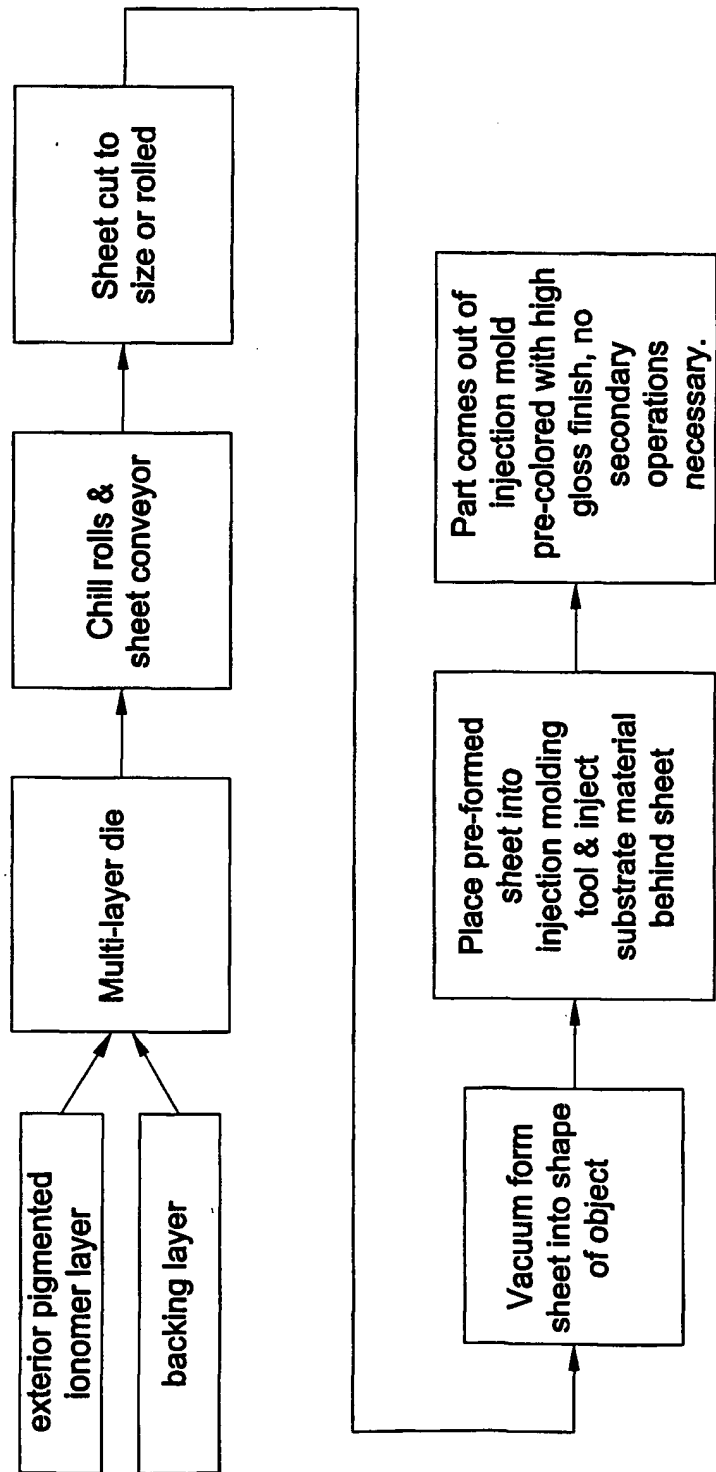 exterior pigmented
ionomer layer
backing layer
Multi-layer die
Chill rolls &
sheet conveyor
Sheet cut to
size or rolled
Vacuum form
sheet into shape
of object
Place pre-formed
sheet into
injection molding
tool & inject
substrate material
behind sheet
Part comes out of
injection mold
pre-colored with high
gloss finish, no
secondary
operations
necessary.